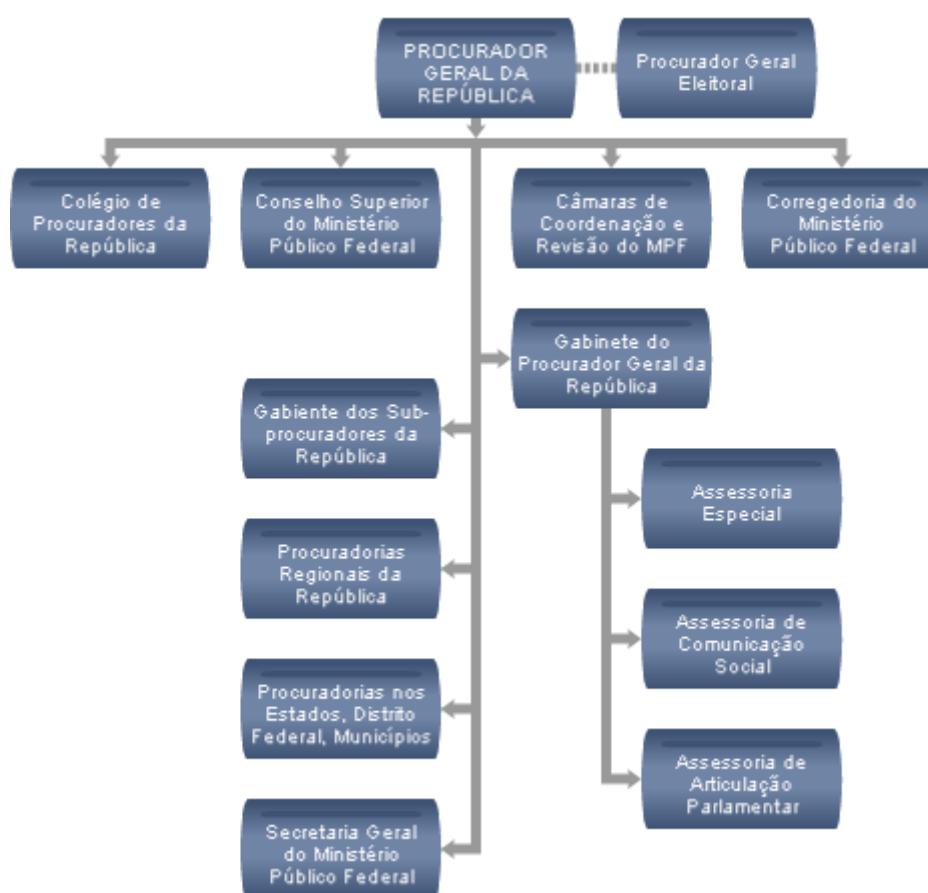 PROCURADOR
GERAL DA
REPÚBLICA
Procurador Geral
Eleitoral
Colégio de
Procuradores da
República
Conselho Superior
do Ministério
Público Federal
Câmaras de
Coordenação e
Revisão do MPF
Corregedoria do
Ministério
Público Federal
Gabinete do
Procurador Geral da
República
Gabiente dos Sub-
procuradores da
República
Assessoria
Especial
Procuradorias
Regionais da
República
Assessoria de
Comunicação
Social
Procuradorias nos
Estados, Distrito
Federal, Municípios
Assessoria de
Articulação
Parlamentar
Secretaria Geral
do Ministério
Público Federal